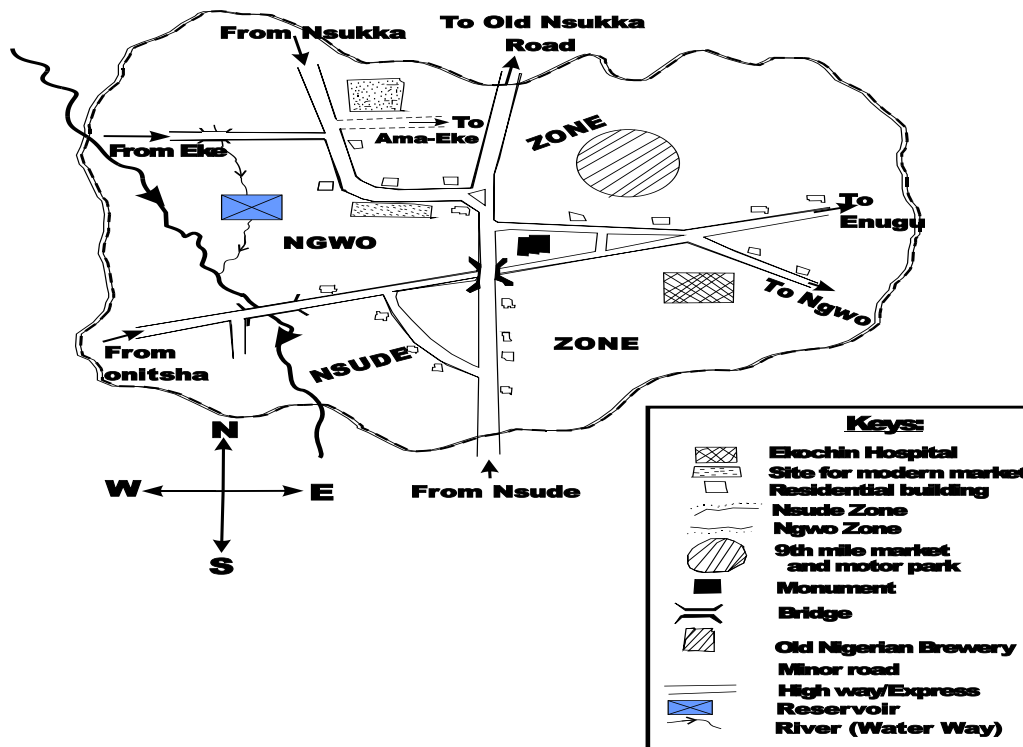 From Nsukka
To Old Nsukka
Road
ZONE
To
Ama-Eke
From Eke
To
Enugu
NGWO
To Ngwo
ZONE
NSUDE
From
onitsha
N
W
E
S
From Nsude
Keys:
Ekochin Hospital
Site for modern market
Residential building
Nsude Zone
Ngwo Zone
9th mile market
and motor park
Monument
Bridge
Old Nigerian Brewery
Minor road
High way/Express
Reservoir
River (Water Way)